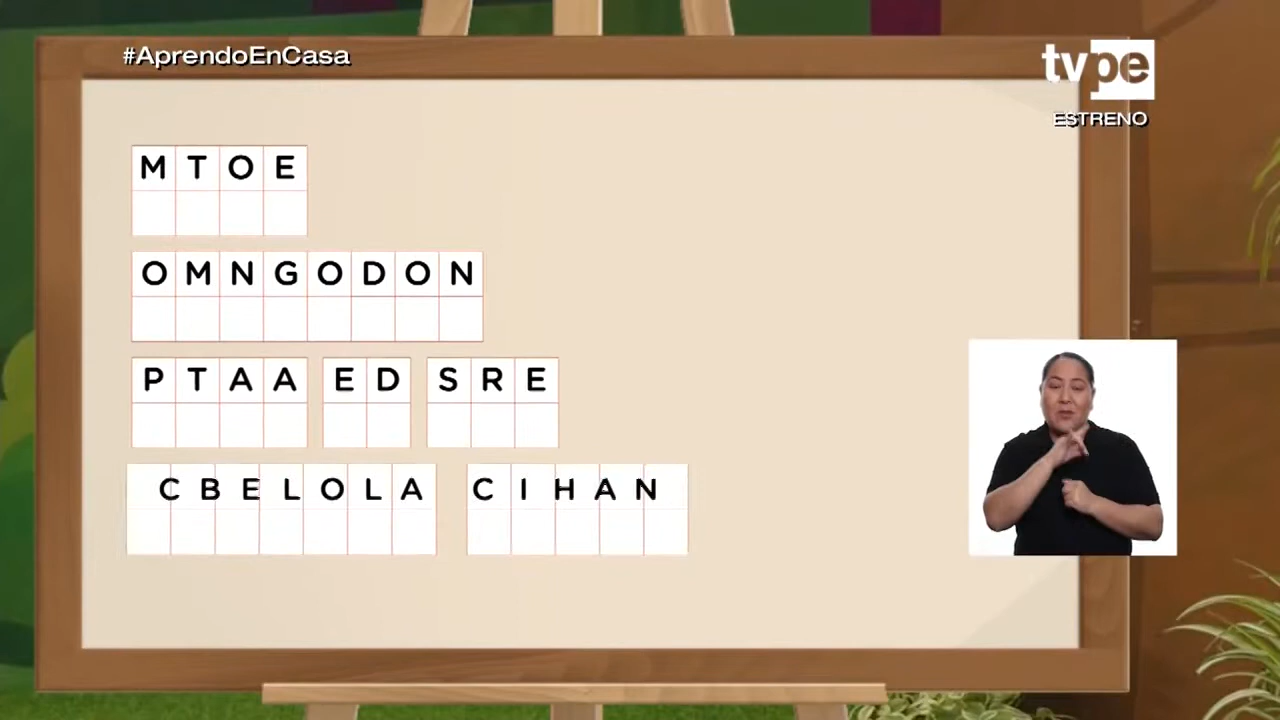 #AprendoEnCasa
tvpe
ESTRENO
M T O E
O M N G O D O N
P T A A E D S R E
C B E L O L A C I H A N